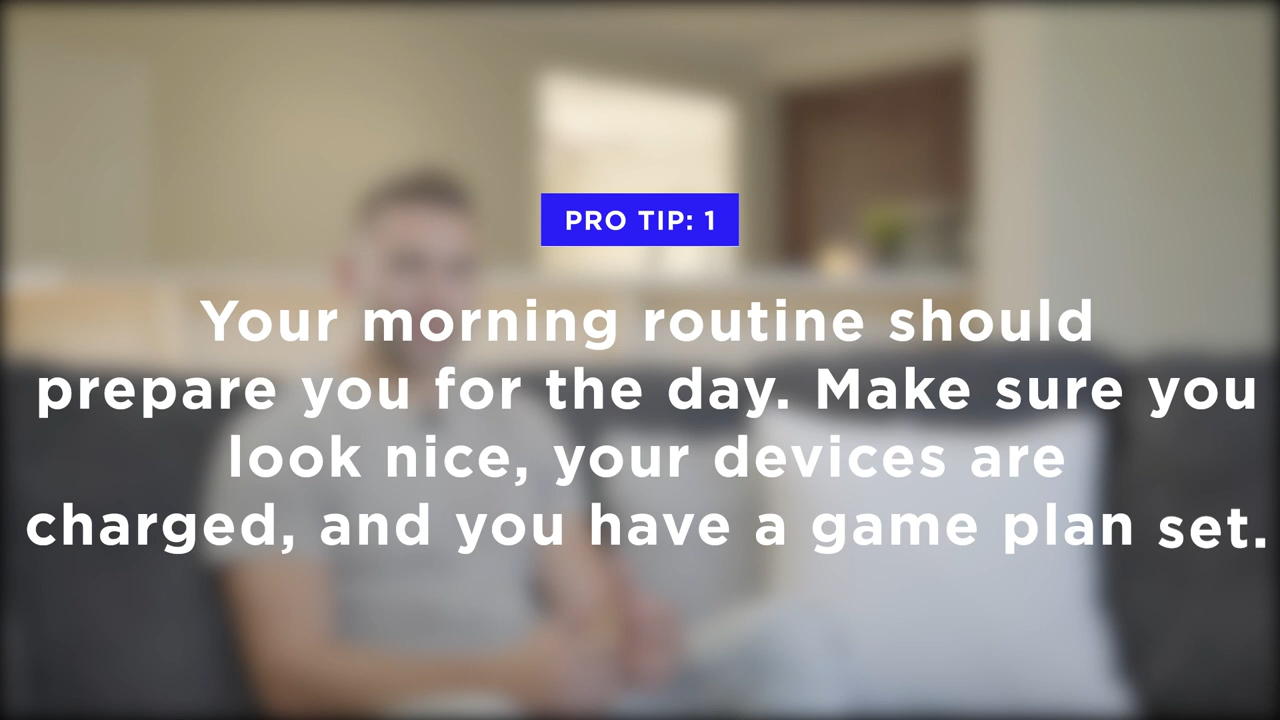 PRO TIP: 1
Your morning routine should
prepare you for the day. Make sure you
look nice, your devices are
charged, and you have a game plan set.